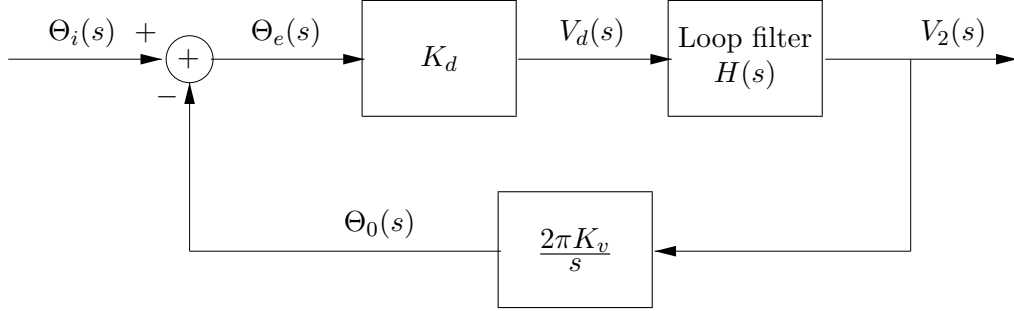 Θ_i(s) +
+
−
Θ_e(s)
K_d
V_d(s)
Loop filter
H(s)
V_2(s)
Θ_0(s)
2πK_v
s